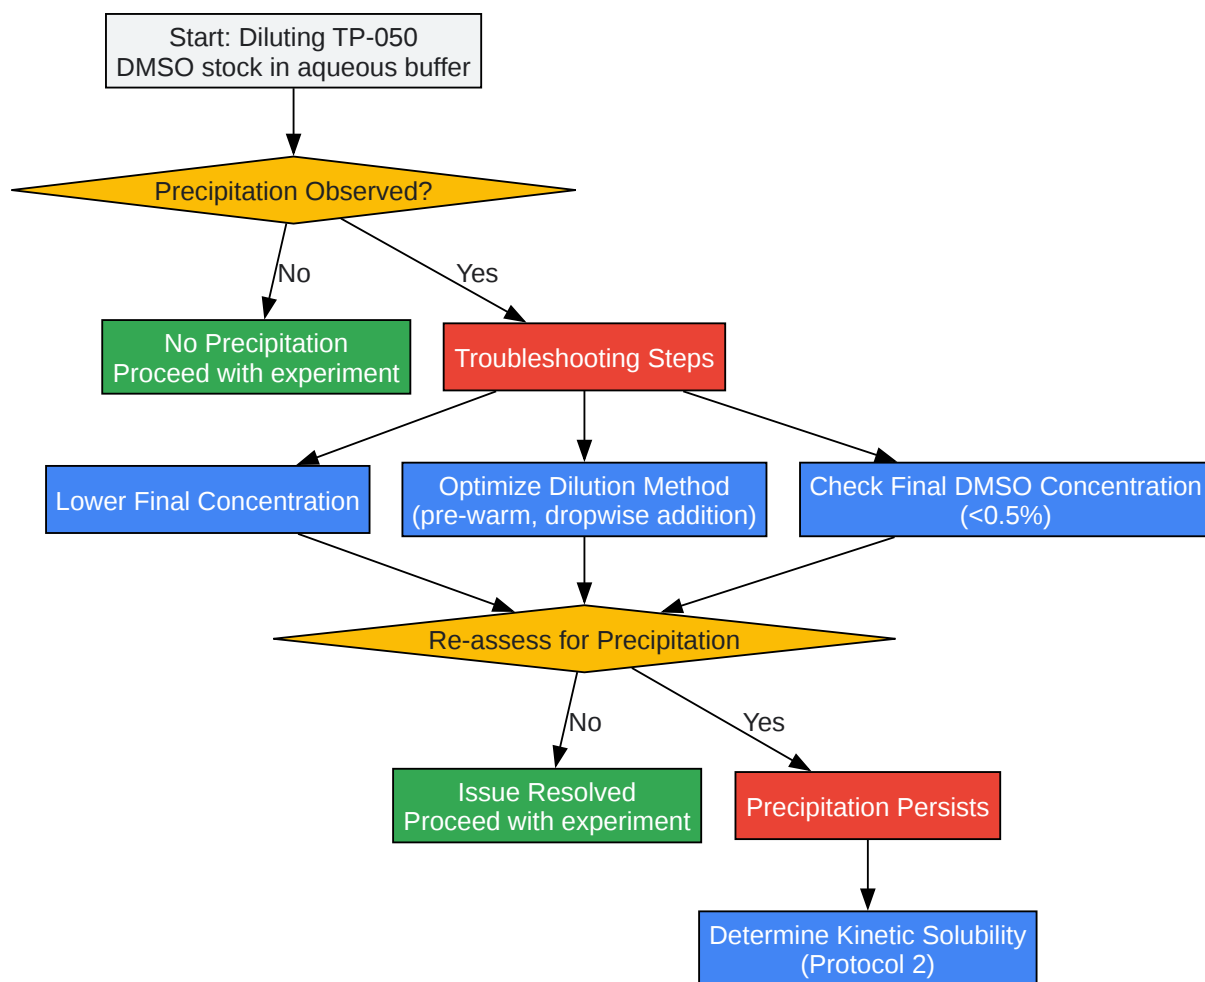 Start: Diluting TP-050
DMSO stock in aqueous buffer
Precipitation Observed?
No
Yes
No Precipitation
Proceed with experiment
Troubleshooting Steps
Lower Final Concentration
Optimize Dilution Method
(pre-warm, dropwise addition)
Check Final DMSO Concentration
(<0.5%)
Re-assess for Precipitation
No
Yes
Issue Resolved
Proceed with experiment
Precipitation Persists
Determine Kinetic Solubility
(Protocol 2)